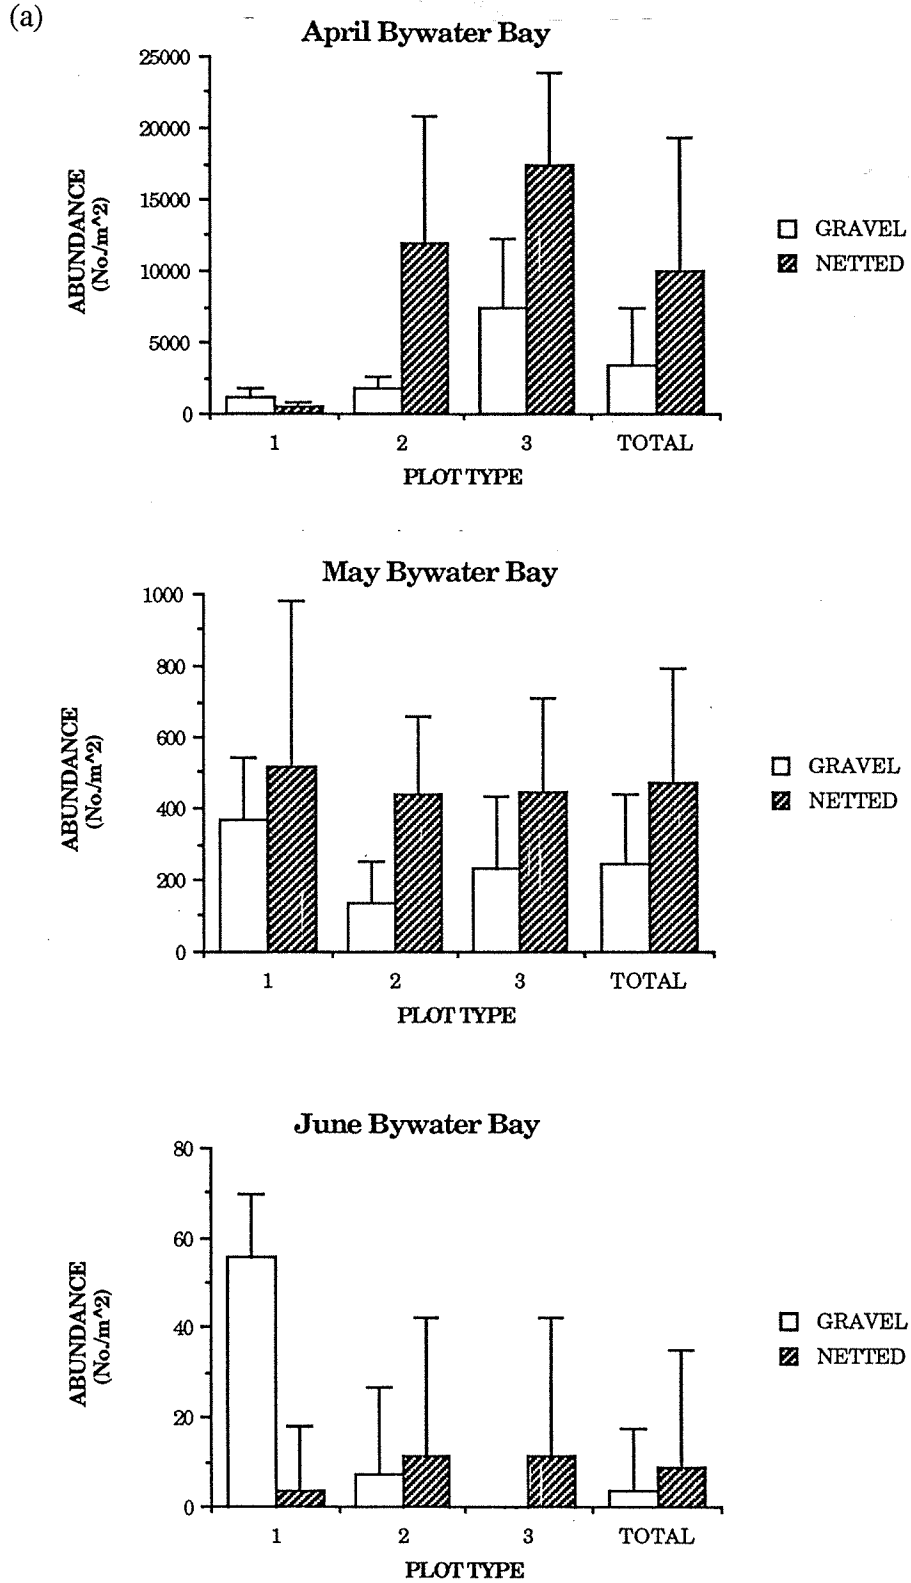 (a)
April Bywater Bay
25000
20000
15000
10000
5000
0
ABUNDANCE
(No./m^2)
1 2 3 TOTAL
PLOT TYPE
GRAVEL
NETTED
May Bywater Bay
1000
800
600
400
200
0
ABUNDANCE
(No./m^2)
1 2 3 TOTAL
PLOT TYPE
GRAVEL
NETTED
June Bywater Bay
80
60
40
20
0
ABUNDANCE
(No./m^2)
1 2 3 TOTAL
PLOT TYPE
GRAVEL
NETTED